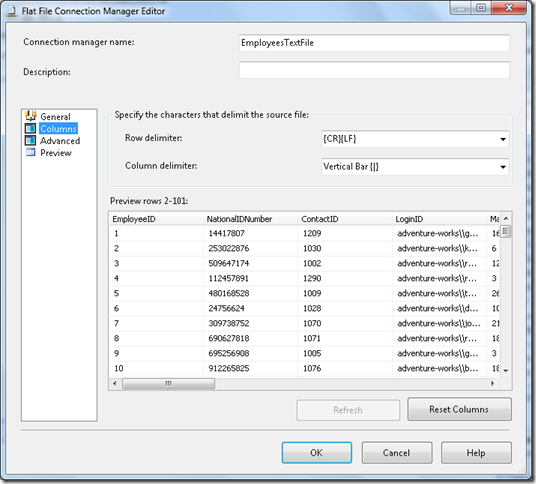 Flat File Connection Manager Editor
Connection manager name: EmployeesTextFile
Description:
General
Columns
Advanced
Preview
Specify the characters that delimit the source file:
Row delimiter: {CR}{LF}
Column delimiter: Vertical Bar {|}
Preview rows 2-101:
EmployeeID NationalIDNumber ContactID LoginID Ma
1 14417807 1209 adventure-works\\g... 16
2 253022876 1030 adventure-works\\k... 6
3 509647174 1002 adventure-works\\r... 12
4 112457891 1290 adventure-works\\r... 3
5 480168528 1009 adventure-works\\t... 26
6 24756624 1028 adventure-works\\d... 10
7 309738752 1070 adventure-works\\jo... 21
8 690627818 1071 adventure-works\\r... 18
9 695256908 1005 adventure-works\\g... 3
10 912265825 1076 adventure-works\\b... 18
Refresh Reset Columns
OK Cancel Help